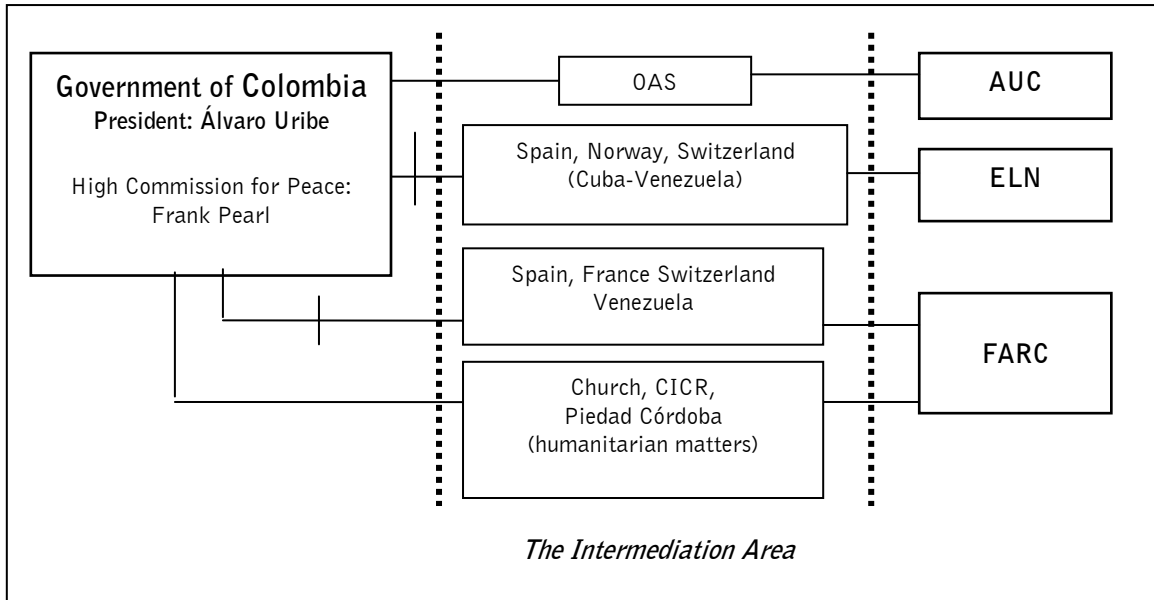 Government of Colombia
President: Álvaro Uribe
High Commission for Peace:
Frank Pearl
OAS
AUC
Spain, Norway, Switzerland
(Cuba-Venezuela)
ELN
Spain, France Switzerland
Venezuela
FARC
Church, CICR,
Piedad Córdoba
(humanitarian matters)
The Intermediation Area